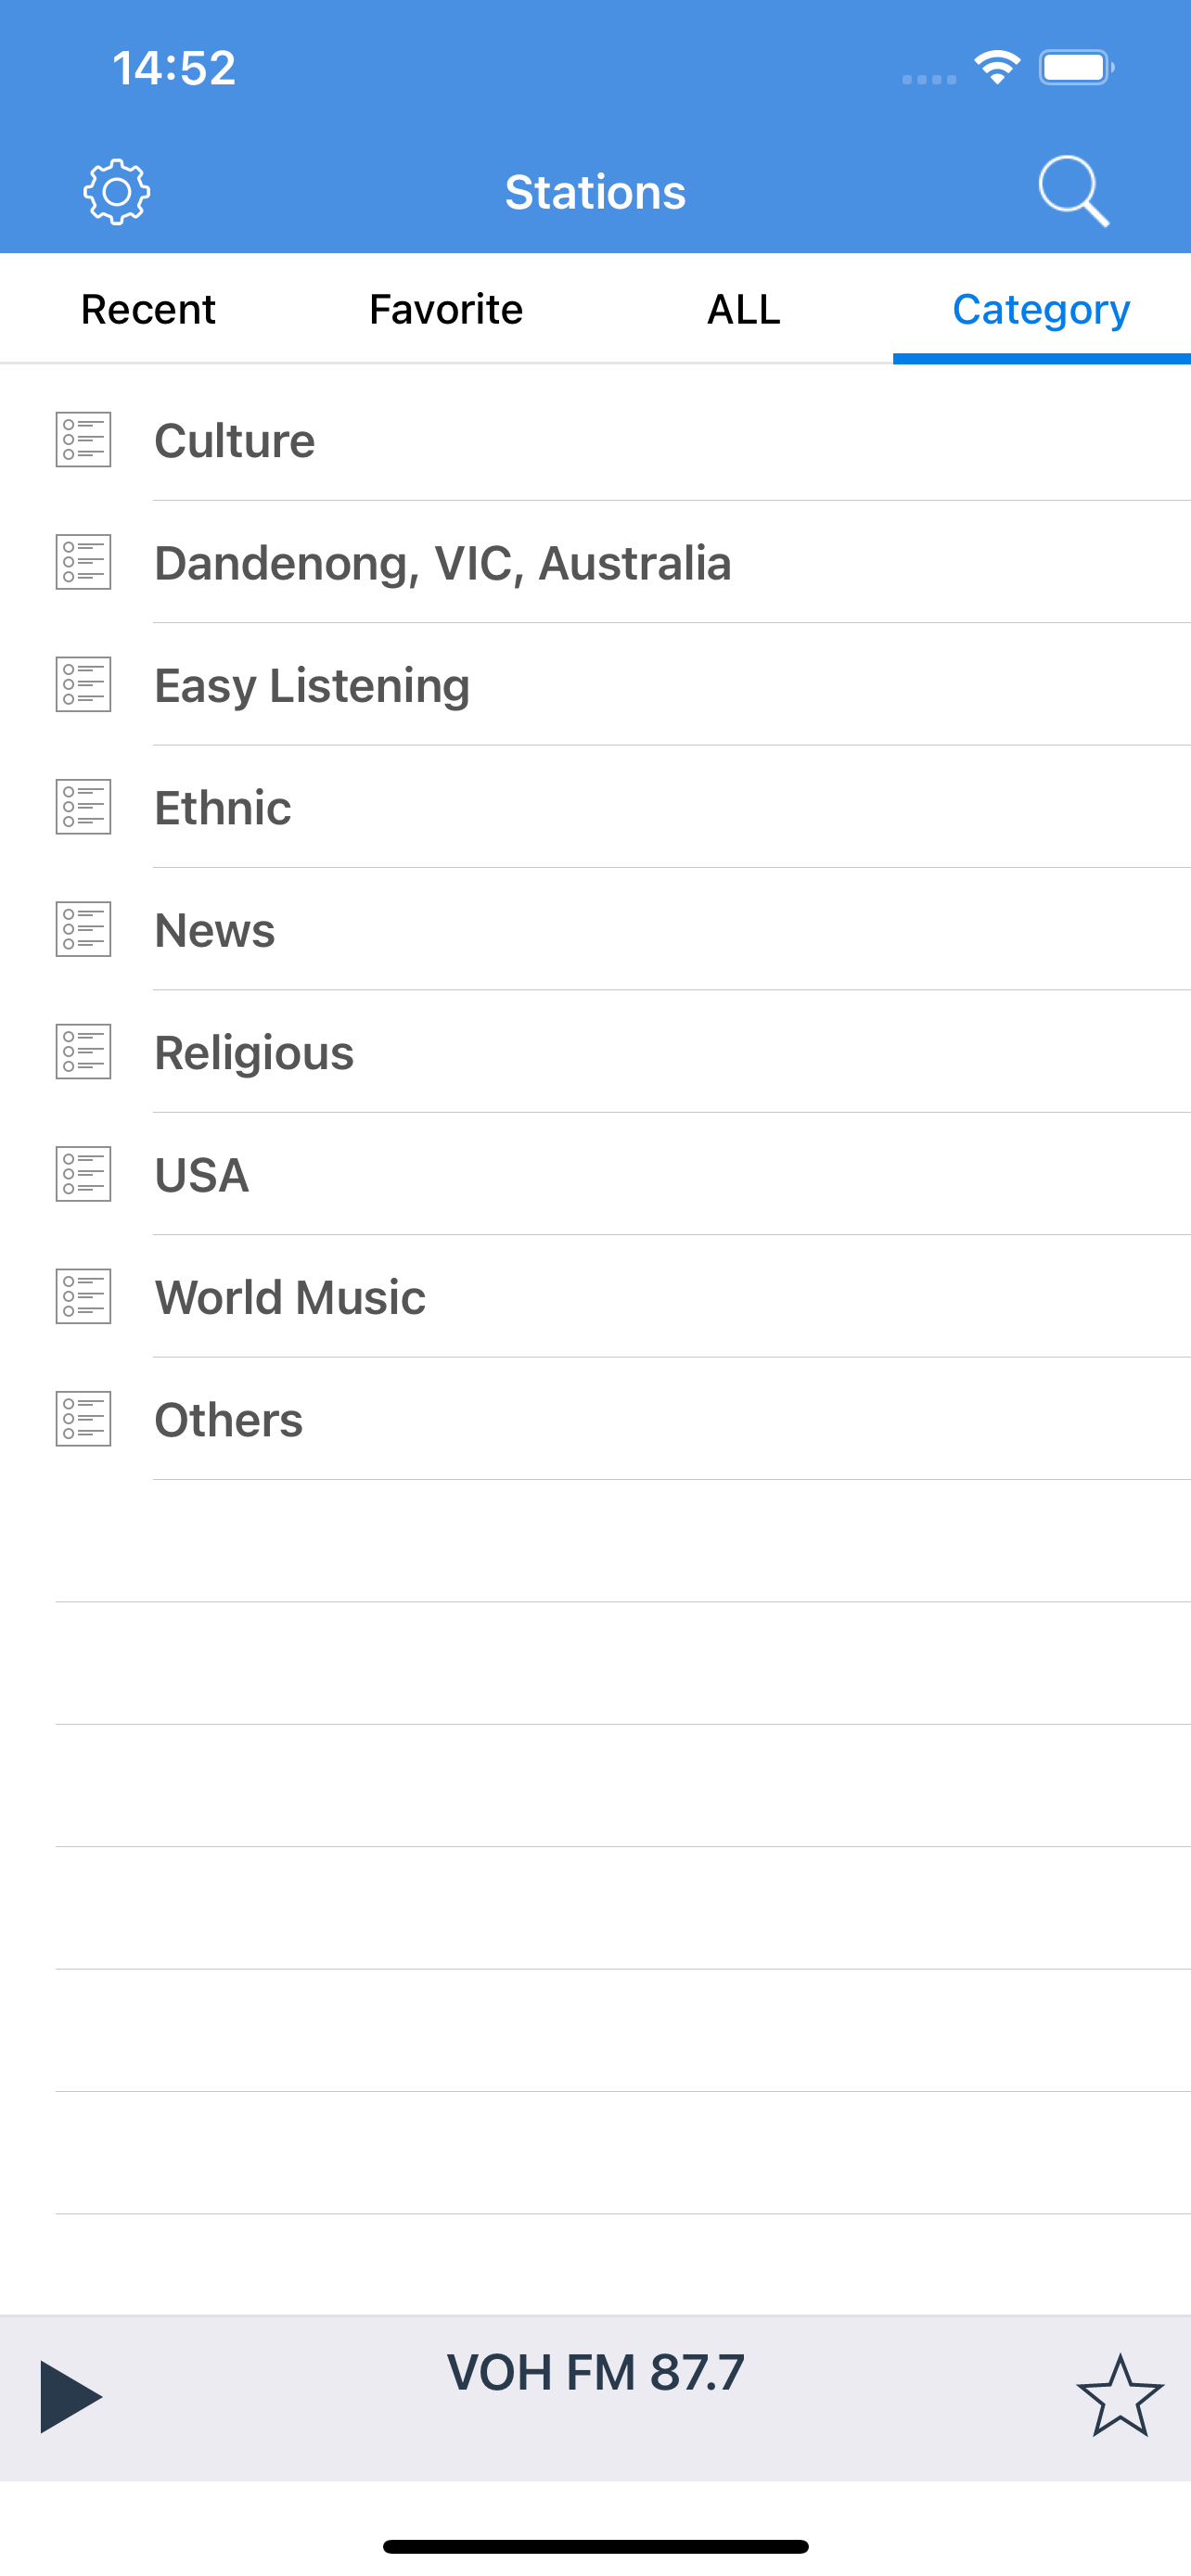 14:52
Stations
Recent Favorite ALL Category
Culture
Dandenong, VIC, Australia
Easy Listening
Ethnic
News
Religious
USA
World Music
Others
VOH FM 87.7